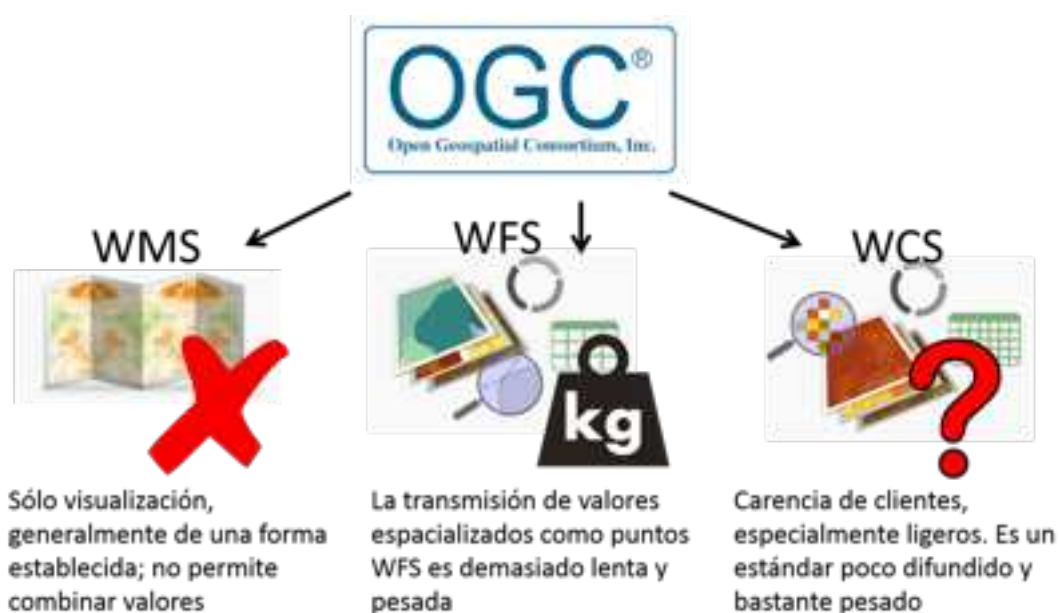 OGC®
Open Geospatial Consortium, Inc.
WMS
WFS
WCS
kg
Sólo visualización,
generalmente de una forma
establecida; no permite
combinar valores
La transmisión de valores
espacializados como puntos
WFS es demasiado lenta y
pesada
Carencia de clientes,
especialmente ligeros. Es un
estándar poco difundido y
bastante pesado